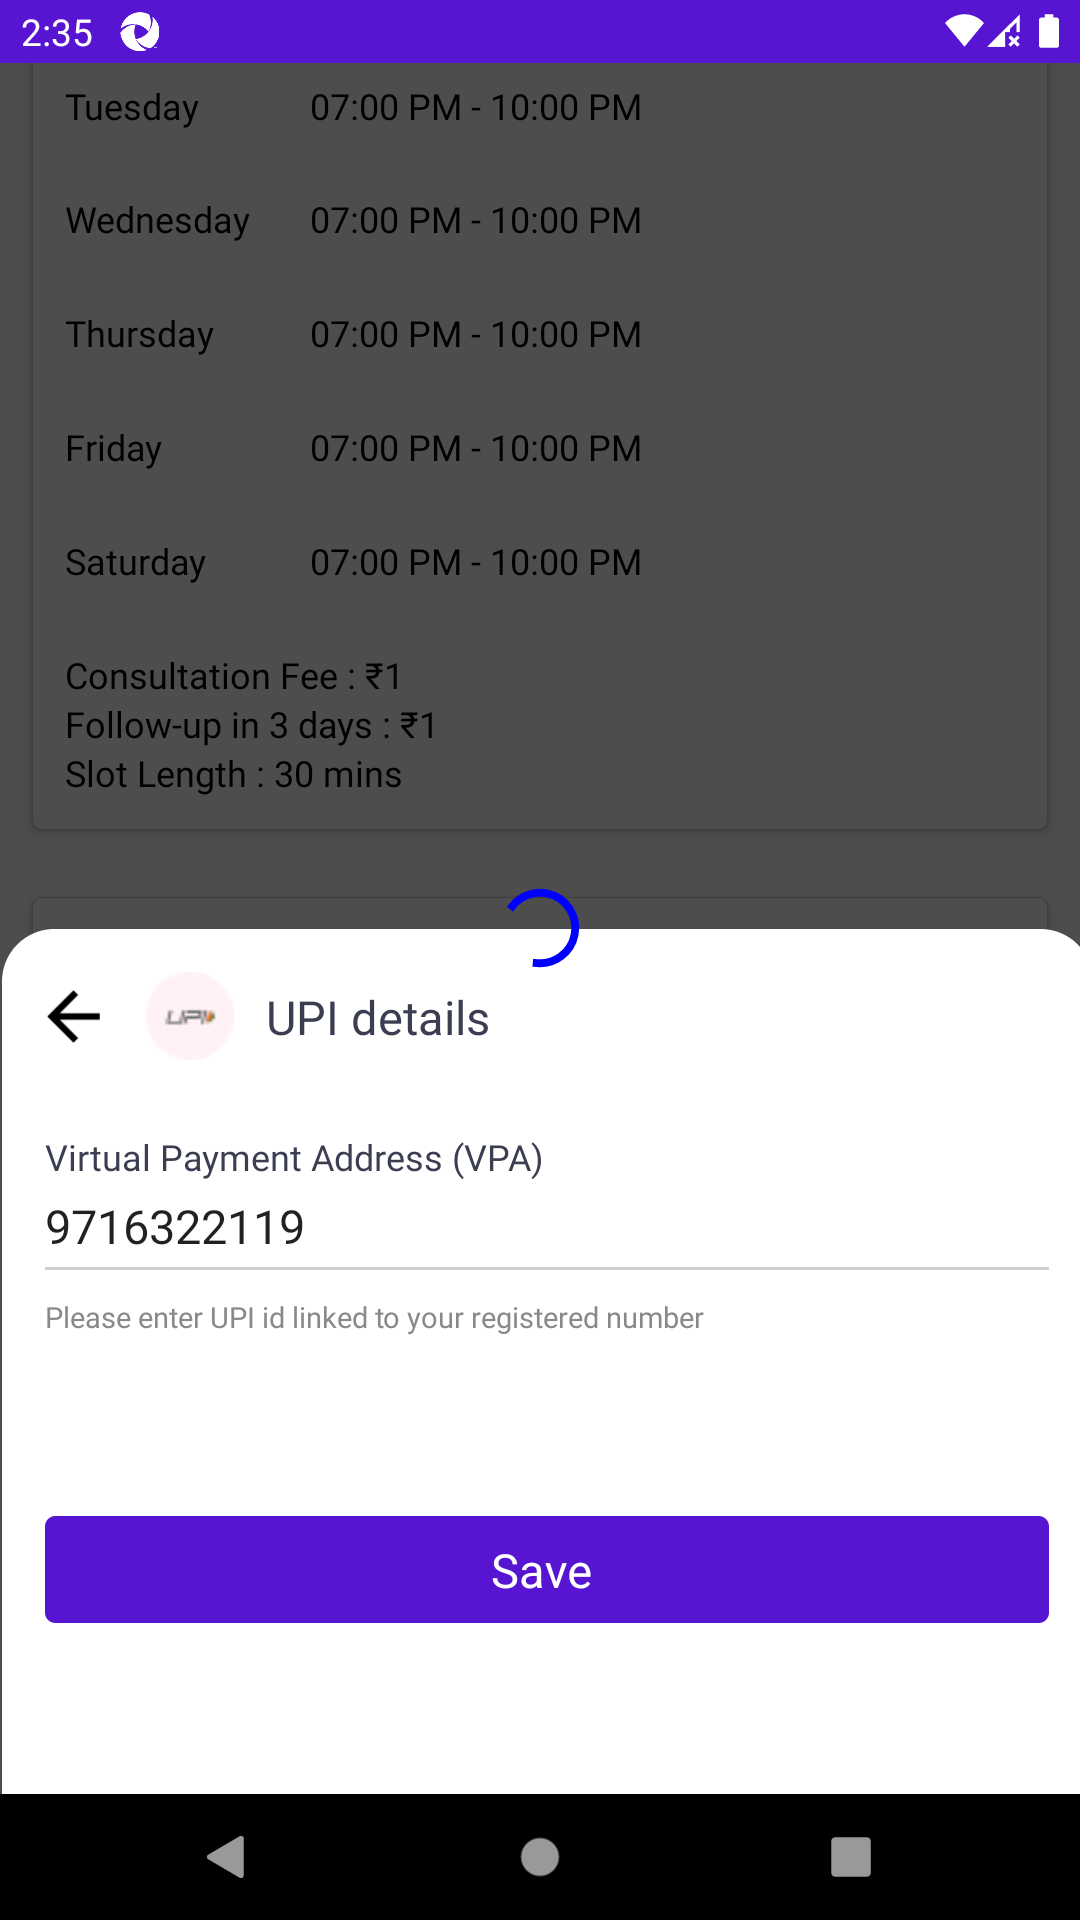 2:35
Tuesday 07:00 PM - 10:00 PM
Wednesday 07:00 PM - 10:00 PM
Thursday 07:00 PM - 10:00 PM
Friday 07:00 PM - 10:00 PM
Saturday 07:00 PM - 10:00 PM
Consultation Fee : ₹1
Follow-up in 3 days : ₹1
Slot Length : 30 mins
UPI UPI details
Virtual Payment Address (VPA)
9716322119
Please enter UPI id linked to your registered number
Save